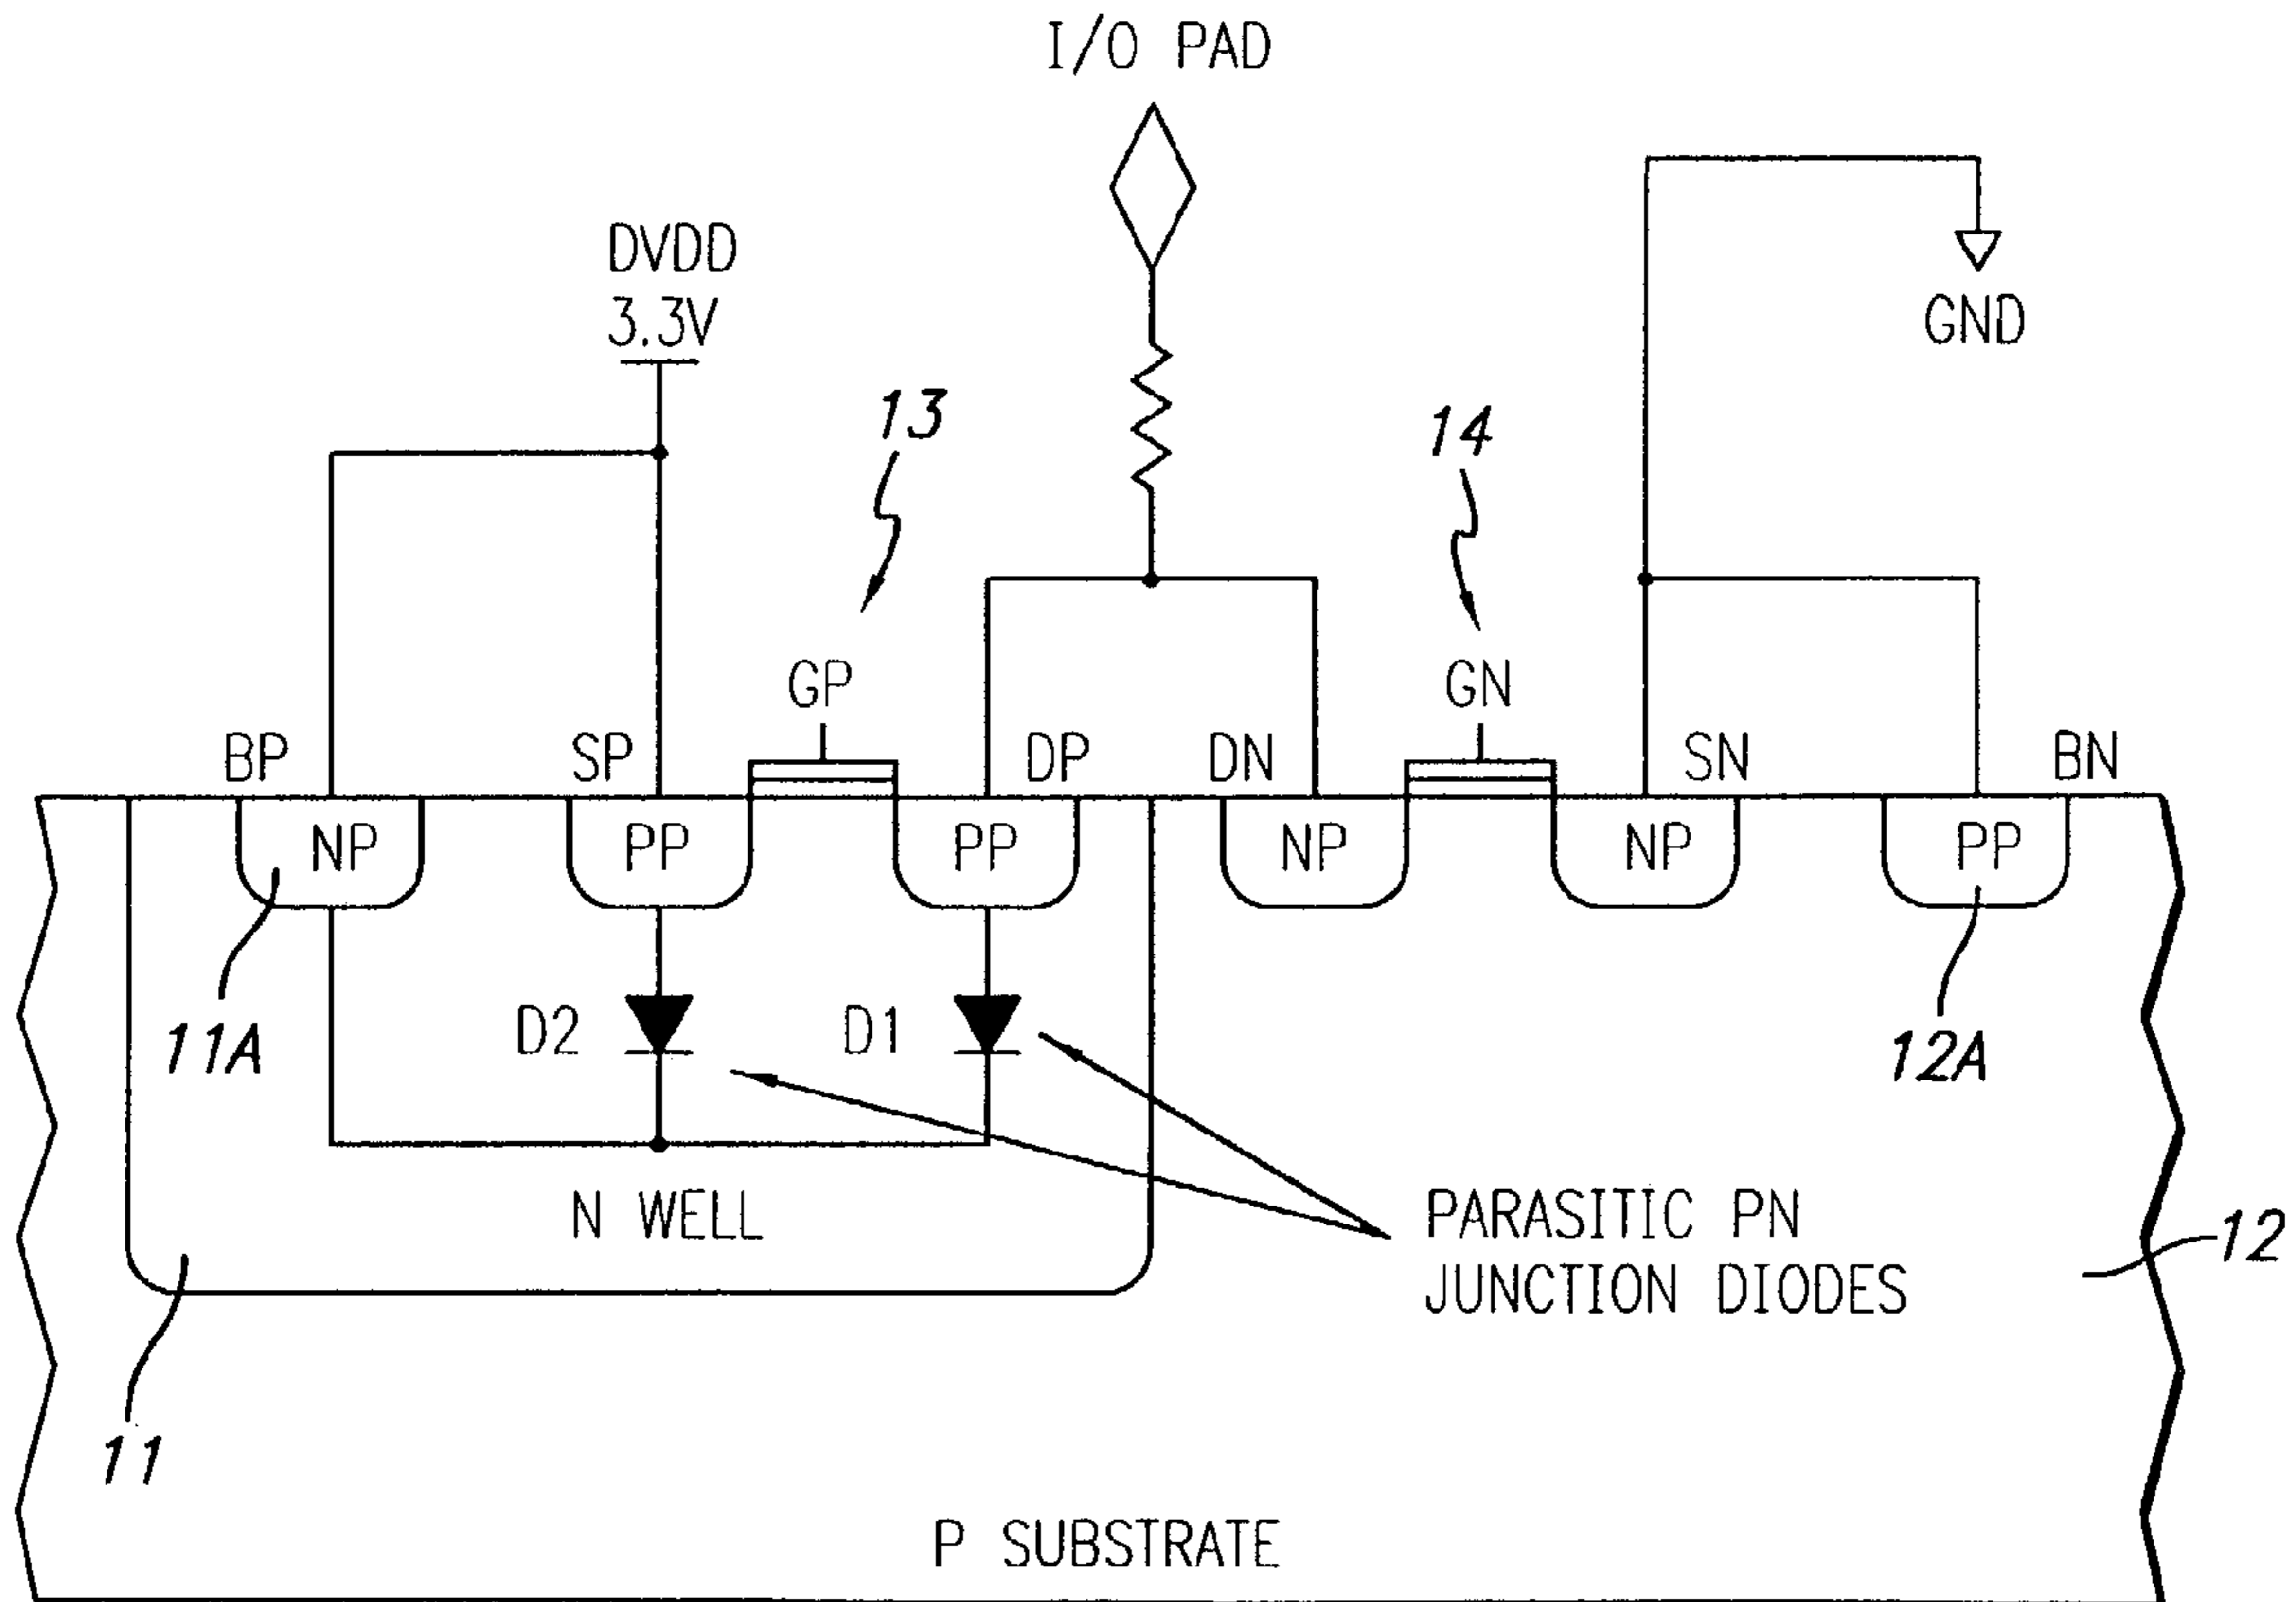 I/O PAD
DVDD
3.3V
GND
13
14
GP
GN
BP
SP
DP
DN
SN
BN
NP
PP
PP
NP
NP
PP
D2
D1
11A
12A
N WELL
PARASITIC PN
JUNCTION DIODES
12
11
P SUBSTRATE